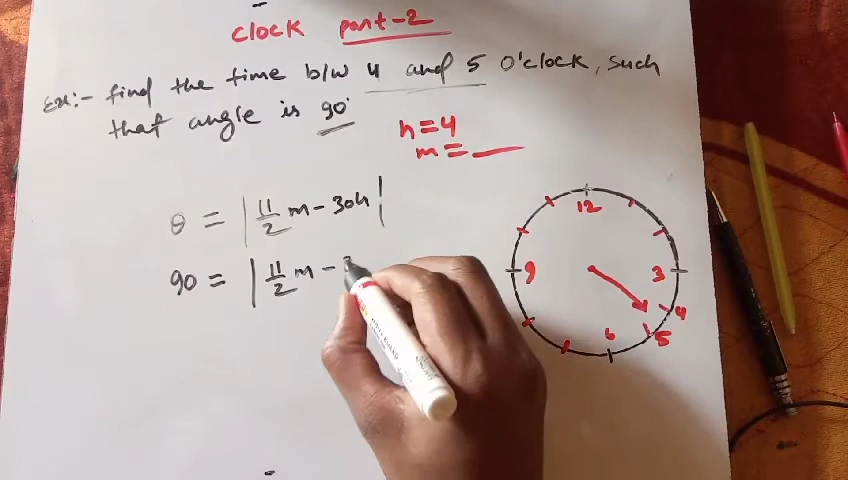 clock part-2
Ex:- find the time b/w 4 and 5 O'clock, such
that angle is 90°
h=4
m=
θ = |11/2 m - 30h|
90 = |11/2 m - 3
12
9
3
4
6
5